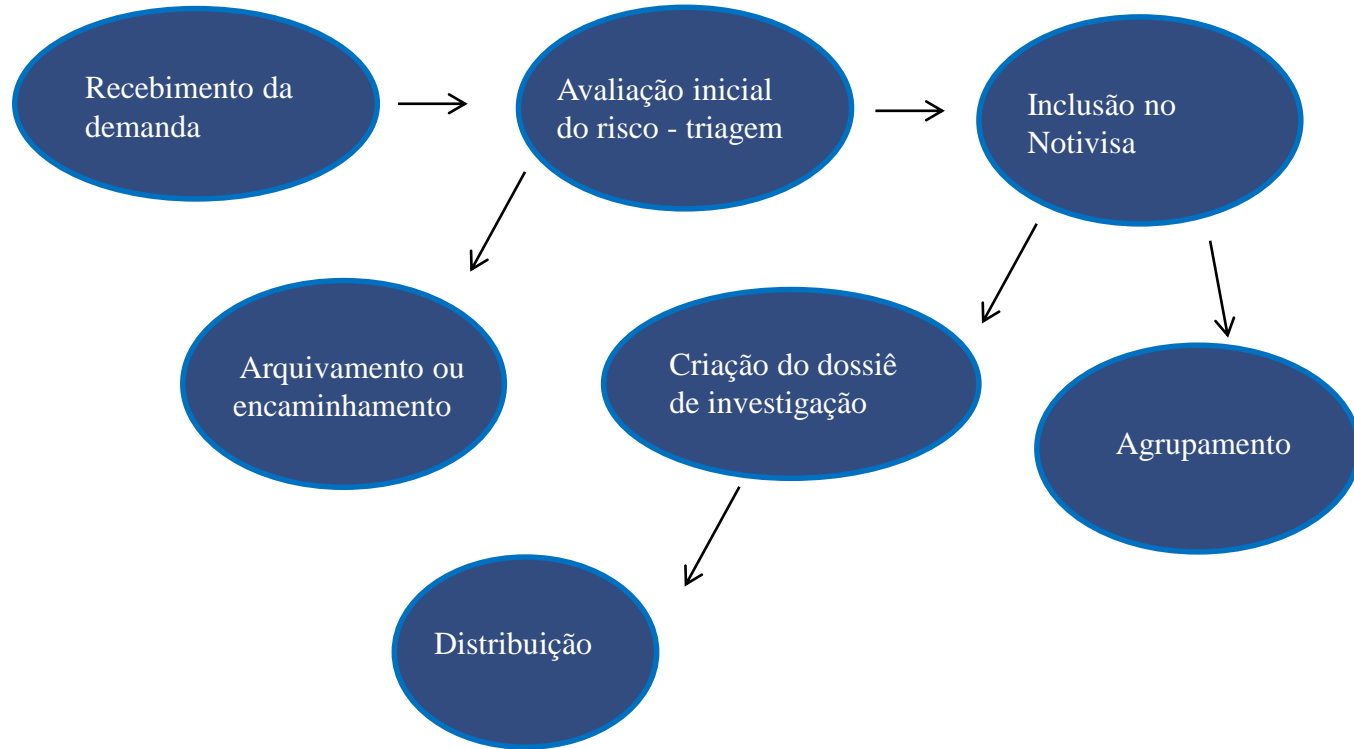 Recebimento da
demanda
Avaliação inicial
do risco - triagem
Inclusão no
Notivisa
Arquivamento ou
encaminhamento
Criação do dossiê
de investigação
Agrupamento
Distribuição